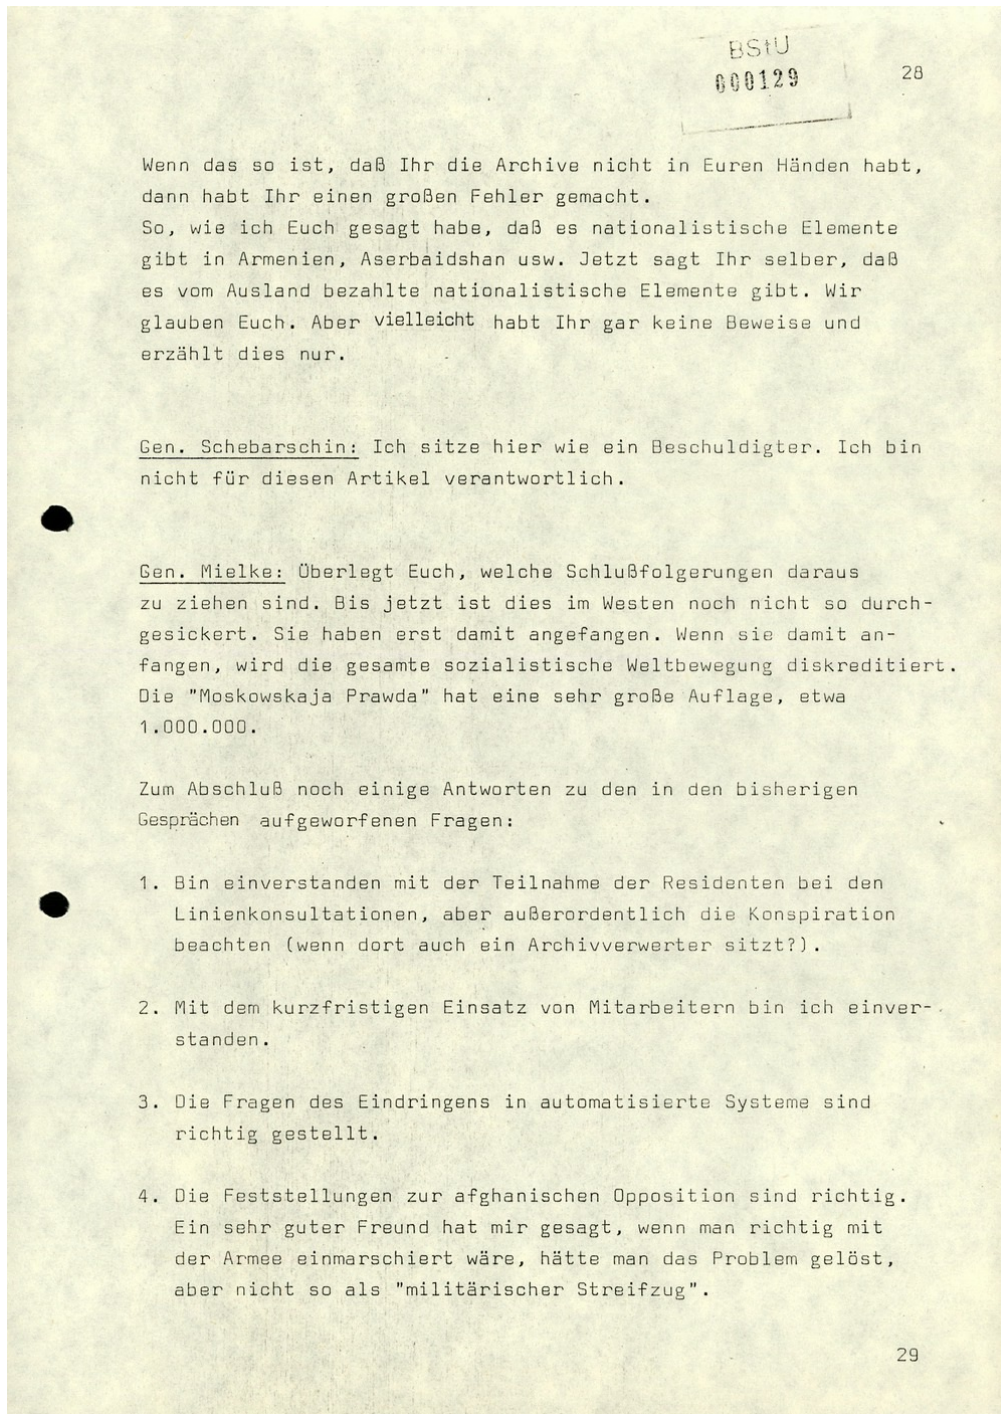 BStU
000129
28
Wenn das so ist, daß Ihr die Archive nicht in Euren Händen habt,
dann habt Ihr einen großen Fehler gemacht.
So, wie ich Euch gesagt habe, daß es nationalistische Elemente
gibt in Armenien, Aserbaidshan usw. Jetzt sagt Ihr selber, daß
es vom Ausland bezahlte nationalistische Elemente gibt. Wir
glauben Euch. Aber vielleicht habt Ihr gar keine Beweise und
erzählt dies nur.
Gen. Schebarschin: Ich sitze hier wie ein Beschuldigter. Ich bin
nicht für diesen Artikel verantwortlich.
Gen. Mielke: Überlegt Euch, welche Schlußfolgerungen daraus
zu ziehen sind. Bis jetzt ist dies im Westen noch nicht so durch-
gesickert. Sie haben erst damit angefangen. Wenn sie damit an-
fangen, wird die gesamte sozialistische Weltbewegung diskreditiert.
Die "Moskowskaja Prawda" hat eine sehr große Auflage, etwa
1.000.000.
Zum Abschluß noch einige Antworten zu den in den bisherigen
Gesprächen aufgeworfenen Fragen:
1. Bin einverstanden mit der Teilnahme der Residenten bei den
Linienkonsultationen, aber außerordentlich die Konspiration
beachten (wenn dort auch ein Archivverwerter sitzt?).
2. Mit dem kurzfristigen Einsatz von Mitarbeitern bin ich einver-
standen.
3. Die Fragen des Eindringens in automatisierte Systeme sind
richtig gestellt.
4. Die Feststellungen zur afghanischen Opposition sind richtig.
Ein sehr guter Freund hat mir gesagt, wenn man richtig mit
der Armee einmarschiert wäre, hätte man das Problem gelöst,
aber nicht so als "militärischer Streifzug".
29